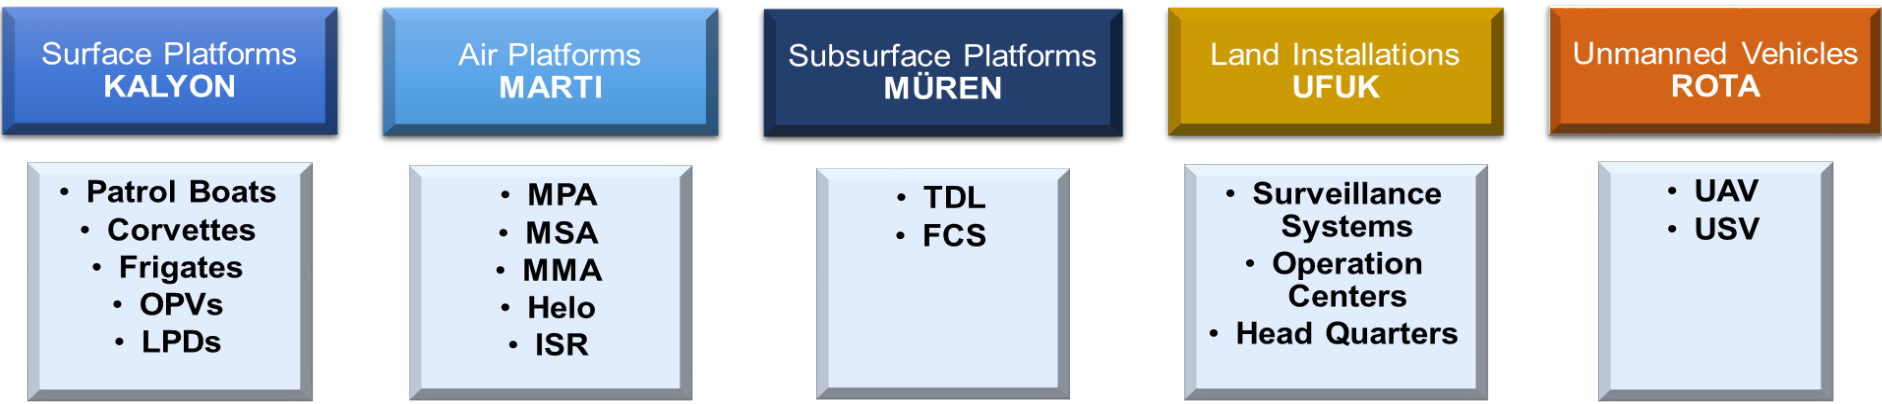 Surface Platforms
KALYON
• Patrol Boats
• Corvettes
• Frigates
• OPVs
• LPDs
Air Platforms
MARTI
• MPA
• MSA
• MMA
• Helo
• ISR
Subsurface Platforms
MÜREN
• TDL
• FCS
Land Installations
UFUK
• Surveillance
Systems
• Operation
Centers
• Head Quarters
Unmanned Vehicles
ROTA
• UAV
• USV